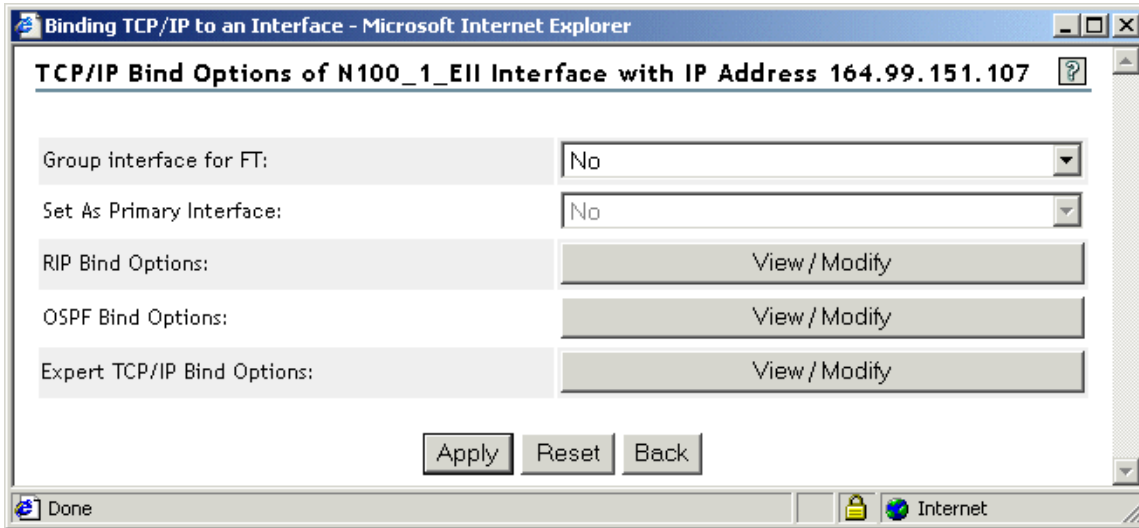 Binding TCP/IP to an Interface - Microsoft Internet Explorer
TCP/IP Bind Options of N100_1_EII Interface with IP Address 164.99.151.107 ?
Group interface for FT: No
Set As Primary Interface: No
RIP Bind Options: View / Modify
OSPF Bind Options: View / Modify
Expert TCP/IP Bind Options: View / Modify
Apply Reset Back
Done Internet